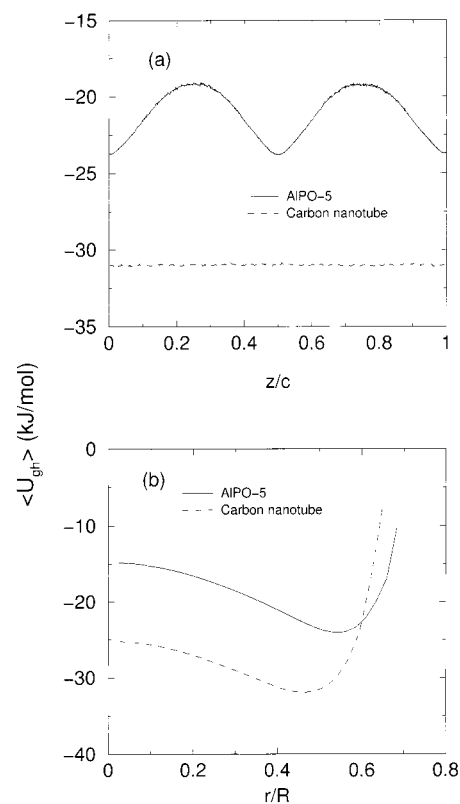 −15
(a)
−20
−25
AlPO−5
Carbon nanotube
−30
−35
0 0.2 0.4 0.6 0.8 1
z/c
<U_gh> (kJ/mol)
0
(b)
AlPO−5
Carbon nanotube
−10
−20
−30
−40
0 0.2 0.4 0.6 0.8
r/R